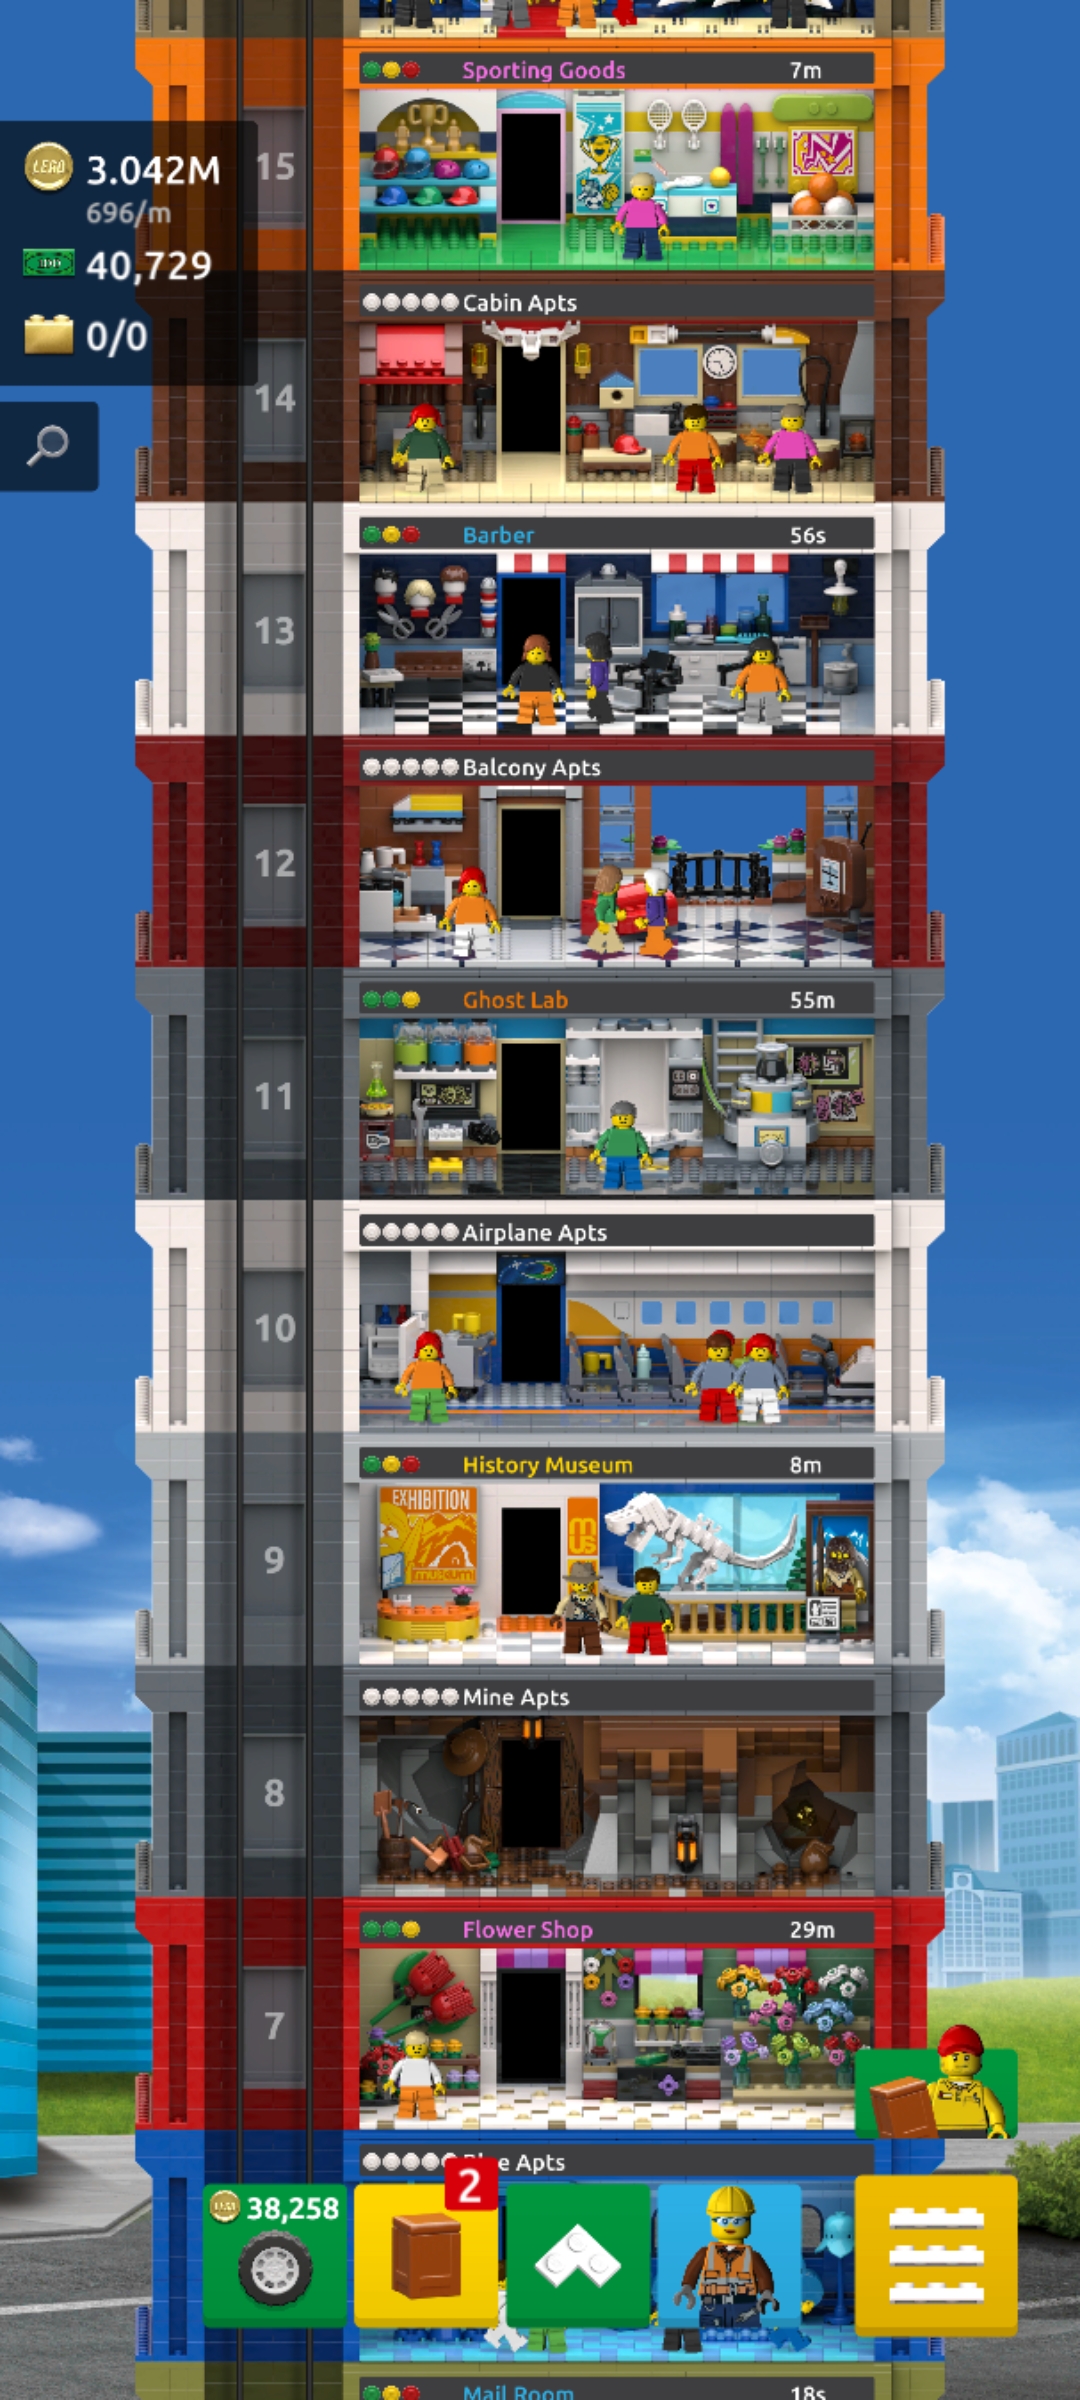 Sporting Goods 7m
15
LEGO 3.042M
696/m
40,729
0/0
Cabin Apts
14
Barber 56s
13
Balcony Apts
12
Ghost Lab 55m
11
Airplane Apts
10
History Museum 8m
EXHIBITION
museum
9
Mine Apts
8
Flower Shop 29m
7
e Apts
2
38,258
Mail Room 18s